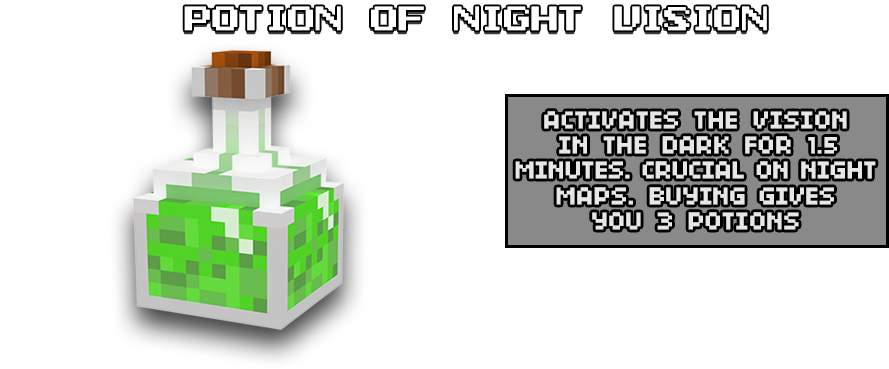 POTION OF NIGHT VISION
ACTIVATES THE VISION
IN THE DARK FOR 1.5
MINUTES. CRUCIAL ON NIGHT
MAPS. BUYING GIVES
YOU 3 POTIONS